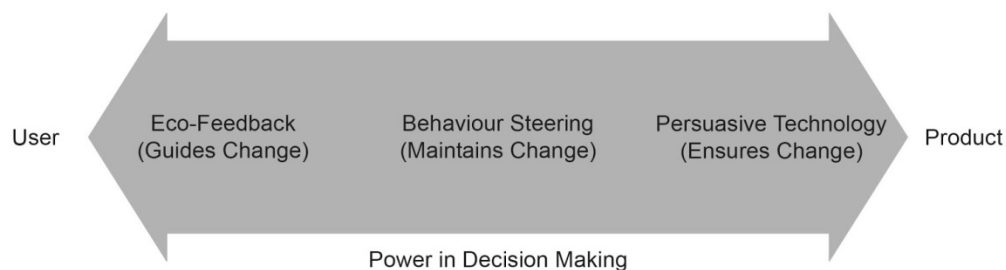 User
Eco-Feedback
(Guides Change)
Behaviour Steering
(Maintains Change)
Persuasive Technology
(Ensures Change)
Product
Power in Decision Making